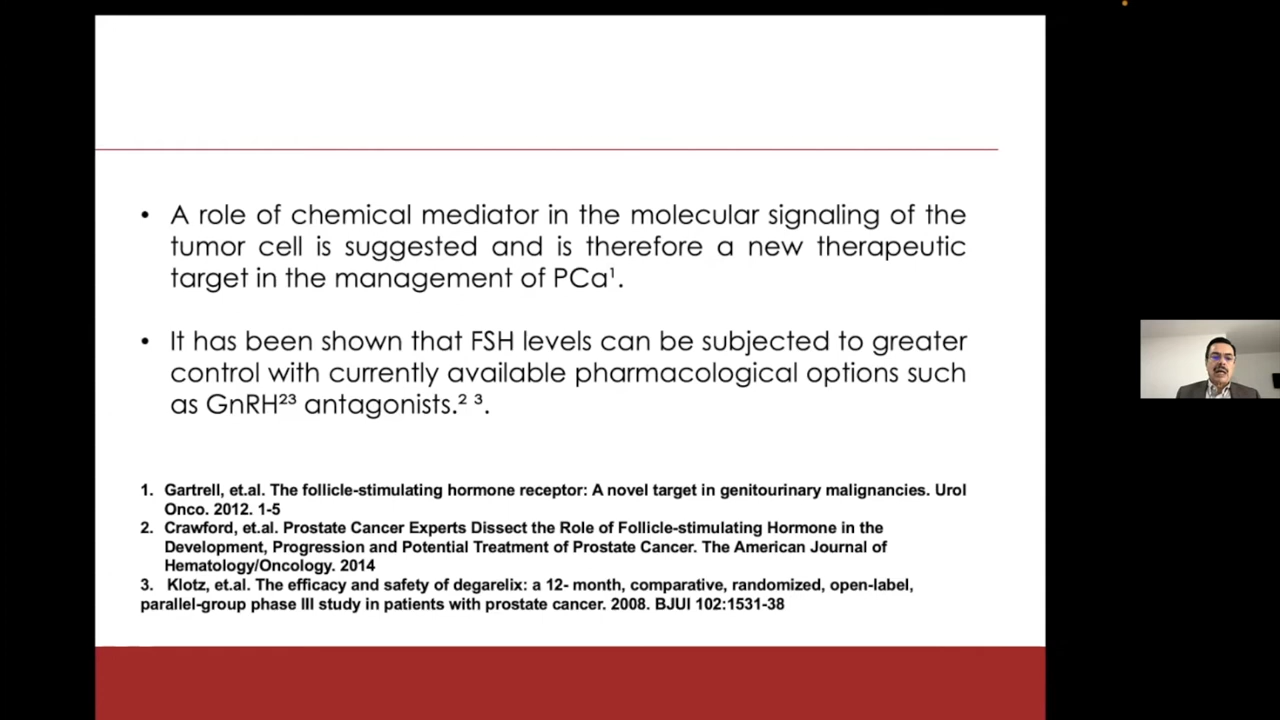 • A role of chemical mediator in the molecular signaling of the
tumor cell is suggested and is therefore a new therapeutic
target in the management of PCa¹.
• It has been shown that FSH levels can be subjected to greater
control with currently available pharmacological options such
as GnRH²³ antagonists.² ³.
1. Gartrell, et.al. The follicle-stimulating hormone receptor: A novel target in genitourinary malignancies. Urol
Onco. 2012. 1-5
2. Crawford, et.al. Prostate Cancer Experts Dissect the Role of Follicle-stimulating Hormone in the
Development, Progression and Potential Treatment of Prostate Cancer. The American Journal of
Hematology/Oncology. 2014
3. Klotz, et.al. The efficacy and safety of degarelix: a 12- month, comparative, randomized, open-label,
parallel-group phase III study in patients with prostate cancer. 2008. BJUI 102:1531-38